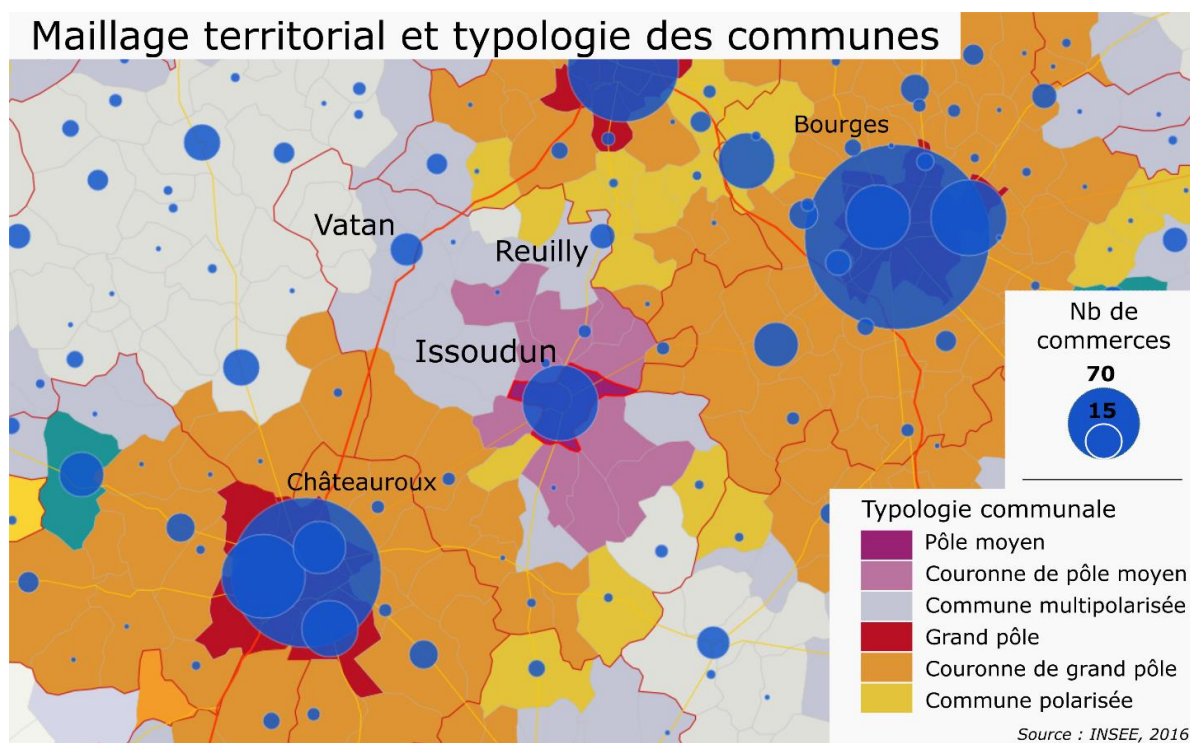 Maillage territorial et typologie des communes
Bourges
Vatan
Reuilly
Issoudun
Châteauroux
Nb de
commerces
70
15
Typologie communale
Pôle moyen
Couronne de pôle moyen
Commune multipolarisée
Grand pôle
Couronne de grand pôle
Commune polarisée
Source : INSEE, 2016